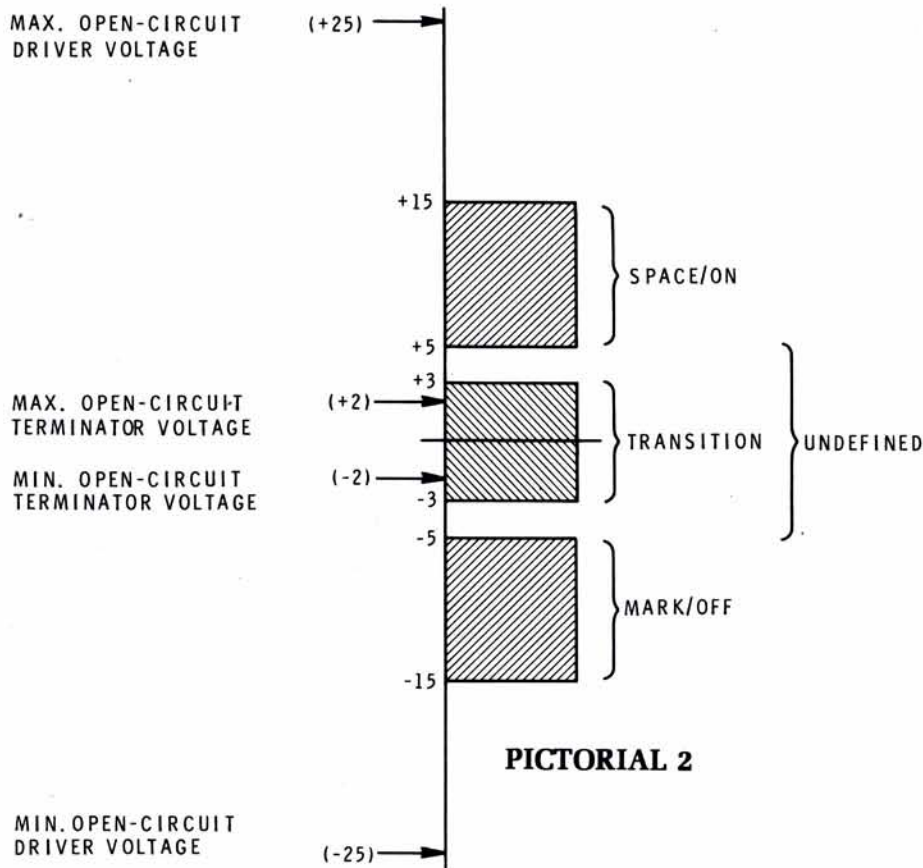 MAX. OPEN-CIRCUIT (+25)
DRIVER VOLTAGE
+15
SPACE/ON
+5
+3
MAX. OPEN-CIRCUIT (+2)
TERMINATOR VOLTAGE
TRANSITION
UNDEFINED
MIN. OPEN-CIRCUIT (-2)
TERMINATOR VOLTAGE
-3
-5
MARK/OFF
-15
PICTORIAL 2
MIN. OPEN-CIRCUIT
DRIVER VOLTAGE (-25)